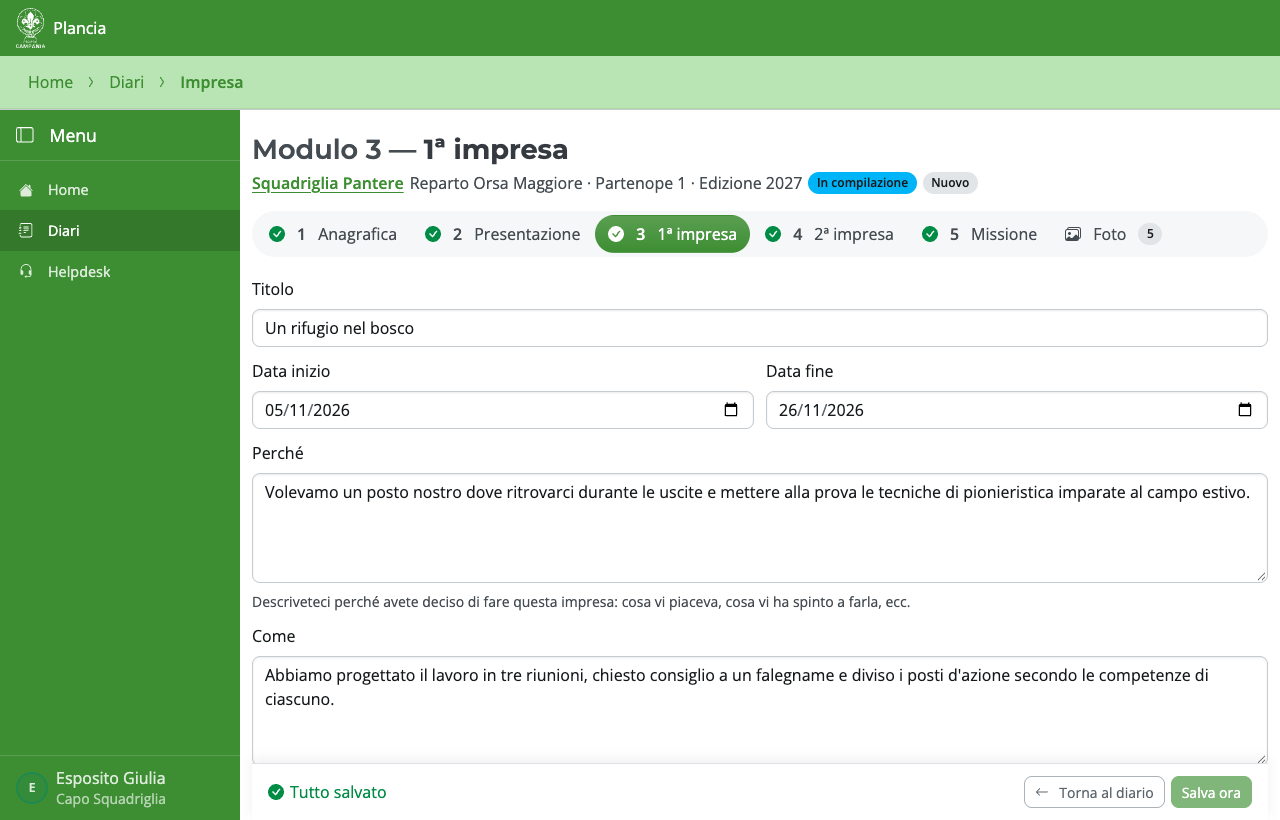 CAMPANIA
Plancia
Home > Diari > Impresa
Menu
Home
Diari
Helpdesk
Modulo 3 — 1ª impresa
Squadriglia Pantere Reparto Orsa Maggiore · Partenope 1 · Edizione 2027 In compilazione Nuovo
1 Anagrafica 2 Presentazione 3 1ª impresa 4 2ª impresa 5 Missione Foto 5
Titolo
Un rifugio nel bosco
Data inizio Data fine
05/11/2026 26/11/2026
Perché
Volevamo un posto nostro dove ritrovarci durante le uscite e mettere alla prova le tecniche di pionieristica imparate al campo estivo.
Descriveteci perché avete deciso di fare questa impresa: cosa vi piaceva, cosa vi ha spinto a farla, ecc.
Come
Abbiamo progettato il lavoro in tre riunioni, chiesto consiglio a un falegname e diviso i posti d'azione secondo le competenze di
ciascuno.
E
Esposito Giulia
Capo Squadriglia
Tutto salvato
← Torna al diario
Salva ora